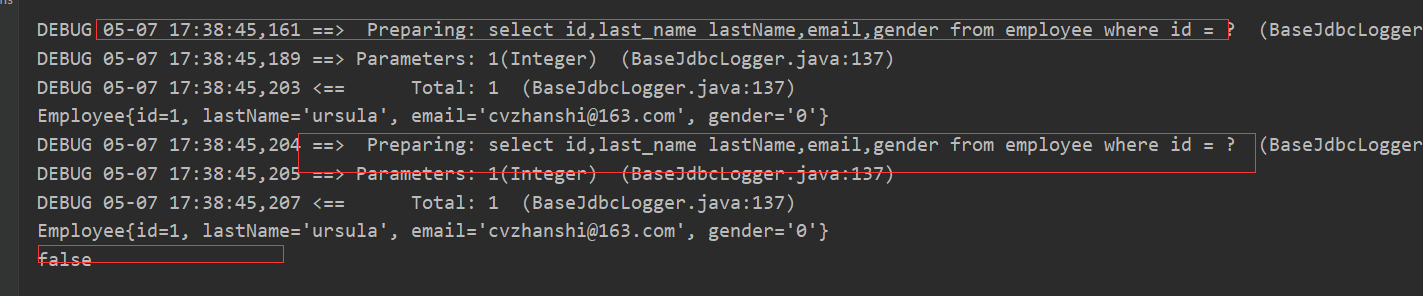 ns
DEBUG 05-07 17:38:45,161 ==>  Preparing: select id,last_name lastName,email,gender from employee where id = ?  (BaseJdbcLogger
DEBUG 05-07 17:38:45,189 ==> Parameters: 1(Integer)  (BaseJdbcLogger.java:137)
DEBUG 05-07 17:38:45,203 <==      Total: 1  (BaseJdbcLogger.java:137)
Employee{id=1, lastName='ursula', email='cvzhanshi@163.com', gender='0'}
DEBUG 05-07 17:38:45,204 ==>  Preparing: select id,last_name lastName,email,gender from employee where id = ?  (BaseJdbcLogger
DEBUG 05-07 17:38:45,205 ==> Parameters: 1(Integer)  (BaseJdbcLogger.java:137)
DEBUG 05-07 17:38:45,207 <==      Total: 1  (BaseJdbcLogger.java:137)
Employee{id=1, lastName='ursula', email='cvzhanshi@163.com', gender='0'}
false